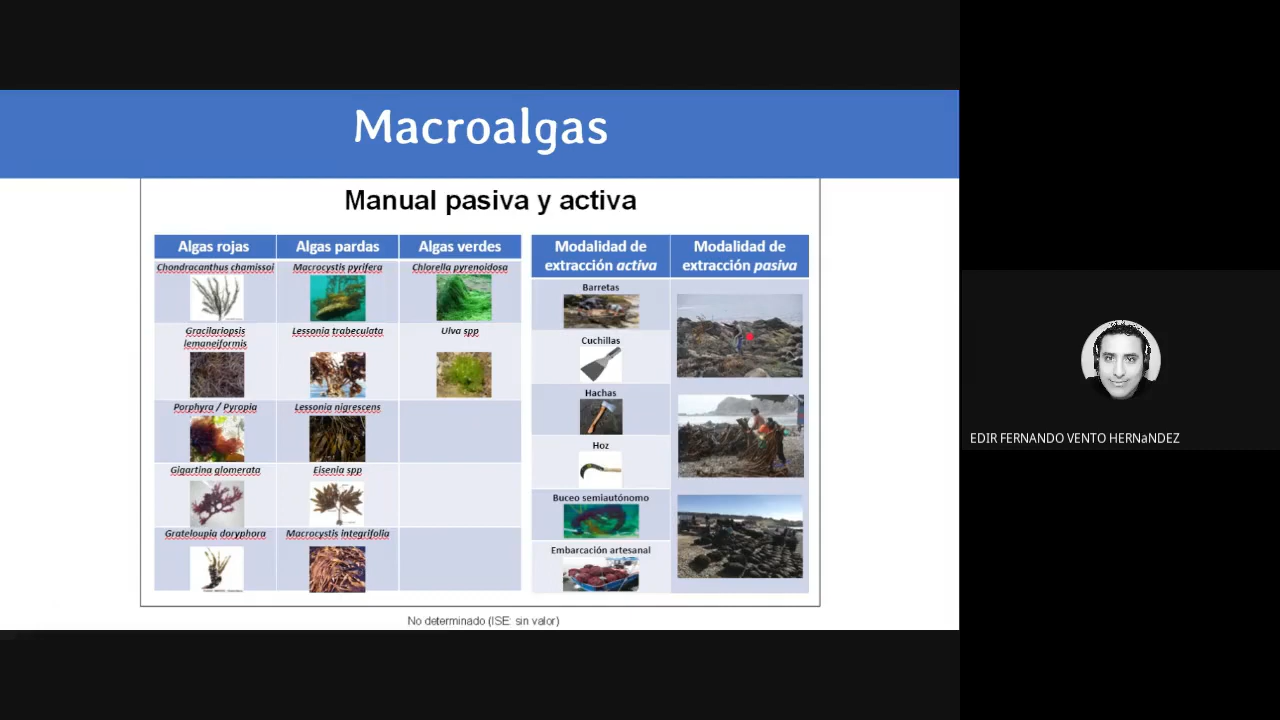 Macroalgas
Manual pasiva y activa
Algas rojas
Algas pardas
Algas verdes
Chondracanthus chamissoi
Macrocystis pyrifera
Chlorella pyrenoidosa
Gracilariopsis
lemaneiformis
Lessonia trabeculata
Ulva spp
Porphyra / Pyropia
Lessonia nigrescens
Gigartina glomerata
Eisenia spp
Grateloupia doryphora
Macrocystis integrifolia
Modalidad de
extracción activa
Modalidad de
extracción pasiva
Barretas
Cuchillas
Hachas
Hoz
Buceo semiautónomo
Embarcación artesanal
No determinado (ISE: sin valor)
EDIR FERNANDO VENTO HERNaNDEZ